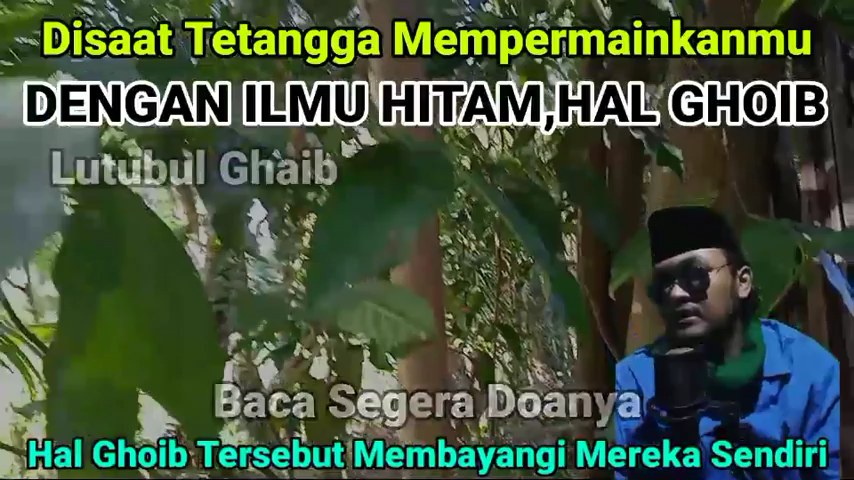 Disaat Tetangga Mempermainkanmu
DENGAN ILMU HITAM,HAL GHOIB
Lutubul Ghaib
Baca Segera Doanya
Hal Ghoib Tersebut Membayangi Mereka Sendiri